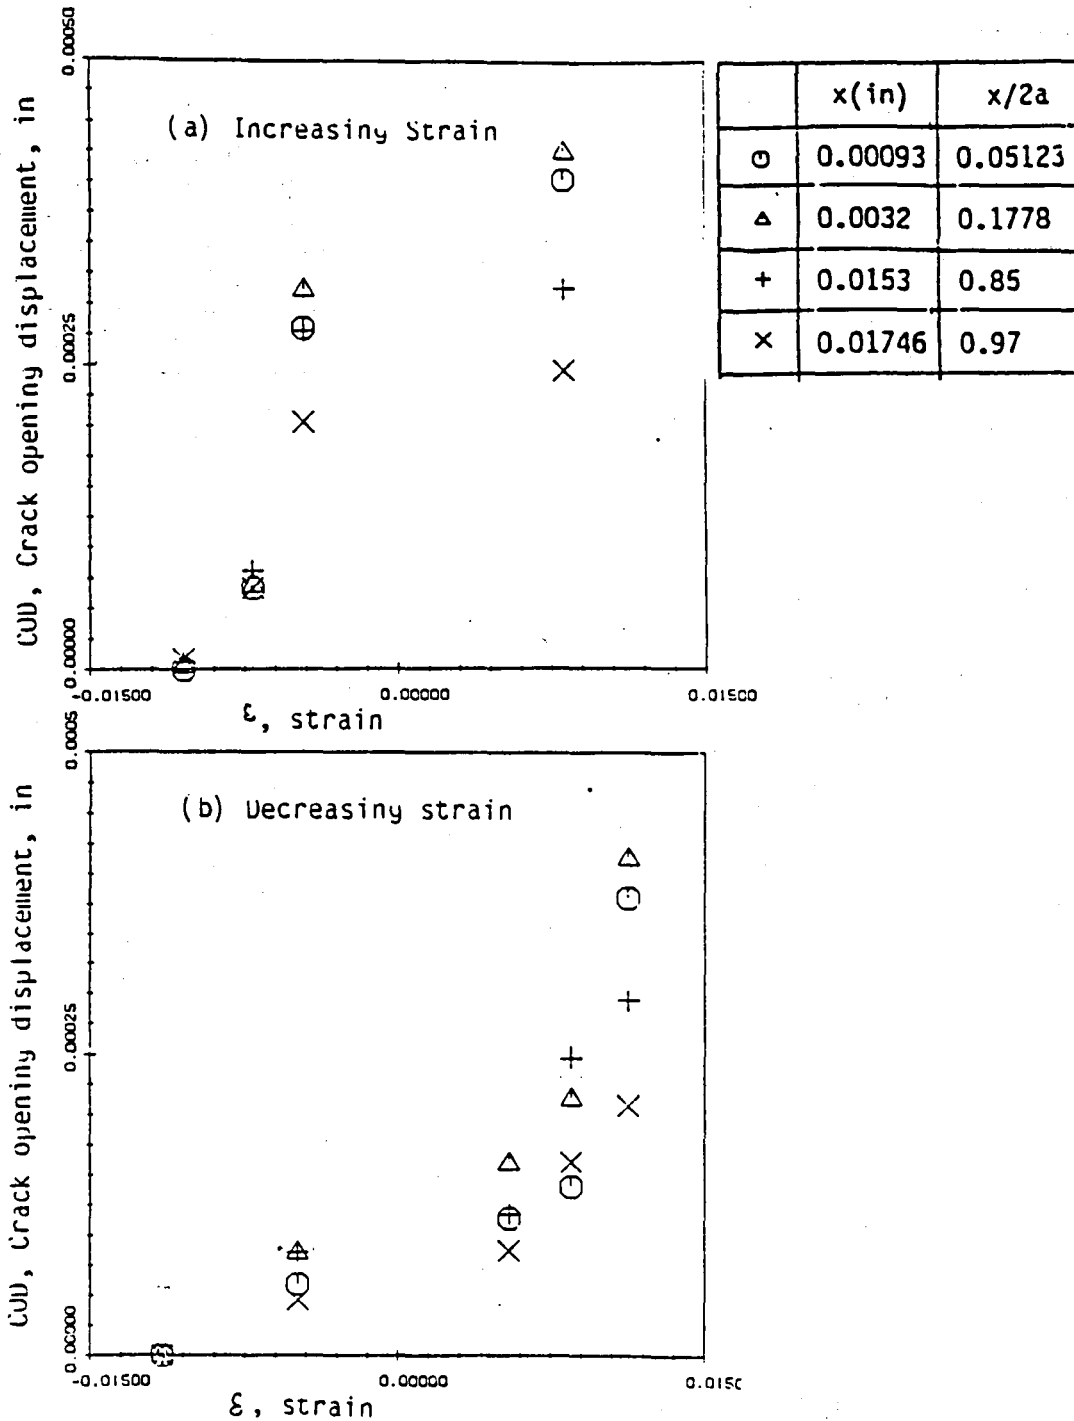 0.00050
(a) Increasing Strain
COD, Crack opening displacement, in
0.00025
0.00000
-0.01500 0.00000 0.01500
ε, strain
x(in) x/2a
⊙ 0.00093 0.05123
△ 0.0032 0.1778
+ 0.0153 0.85
× 0.01746 0.97
0.0005
(b) Decreasing strain
COD, Crack opening displacement, in
0.00025
0.00000
-0.01500 0.00000 0.0150
ε, strain